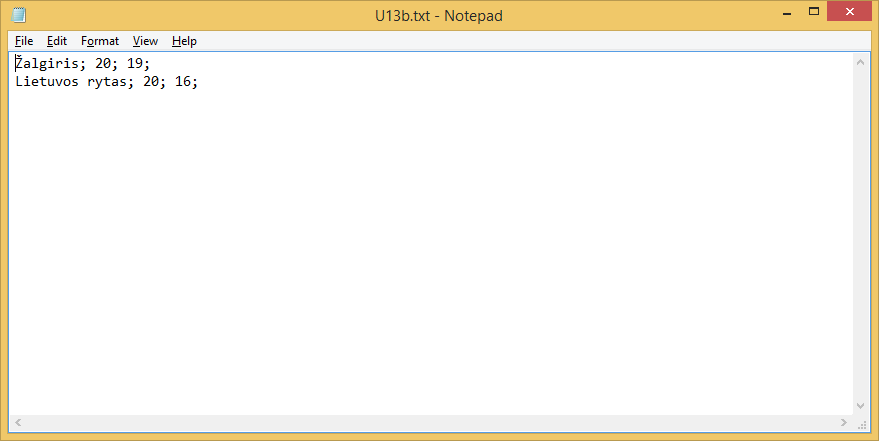 U13b.txt - Notepad
File Edit Format View Help
Žalgiris; 20; 19;
Lietuvos rytas; 20; 16;